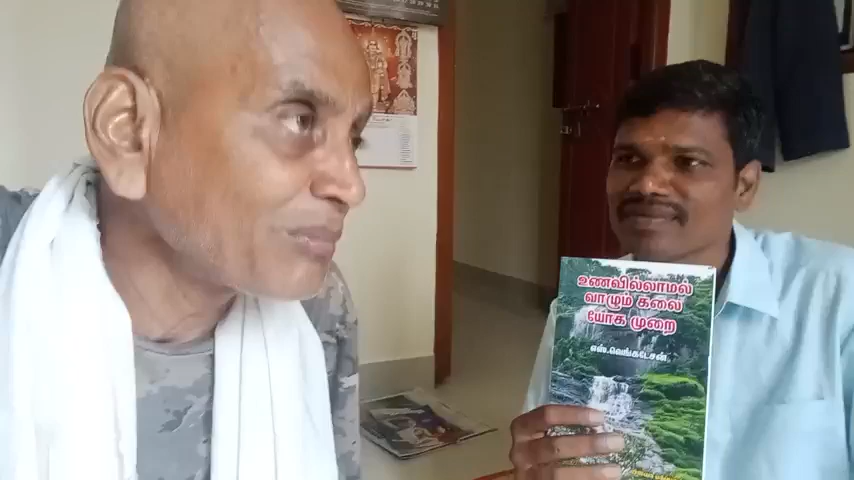 உணவில்லாமல்
வாழும் கலை
யோக முறை
எஸ்.வெங்கடேசன்